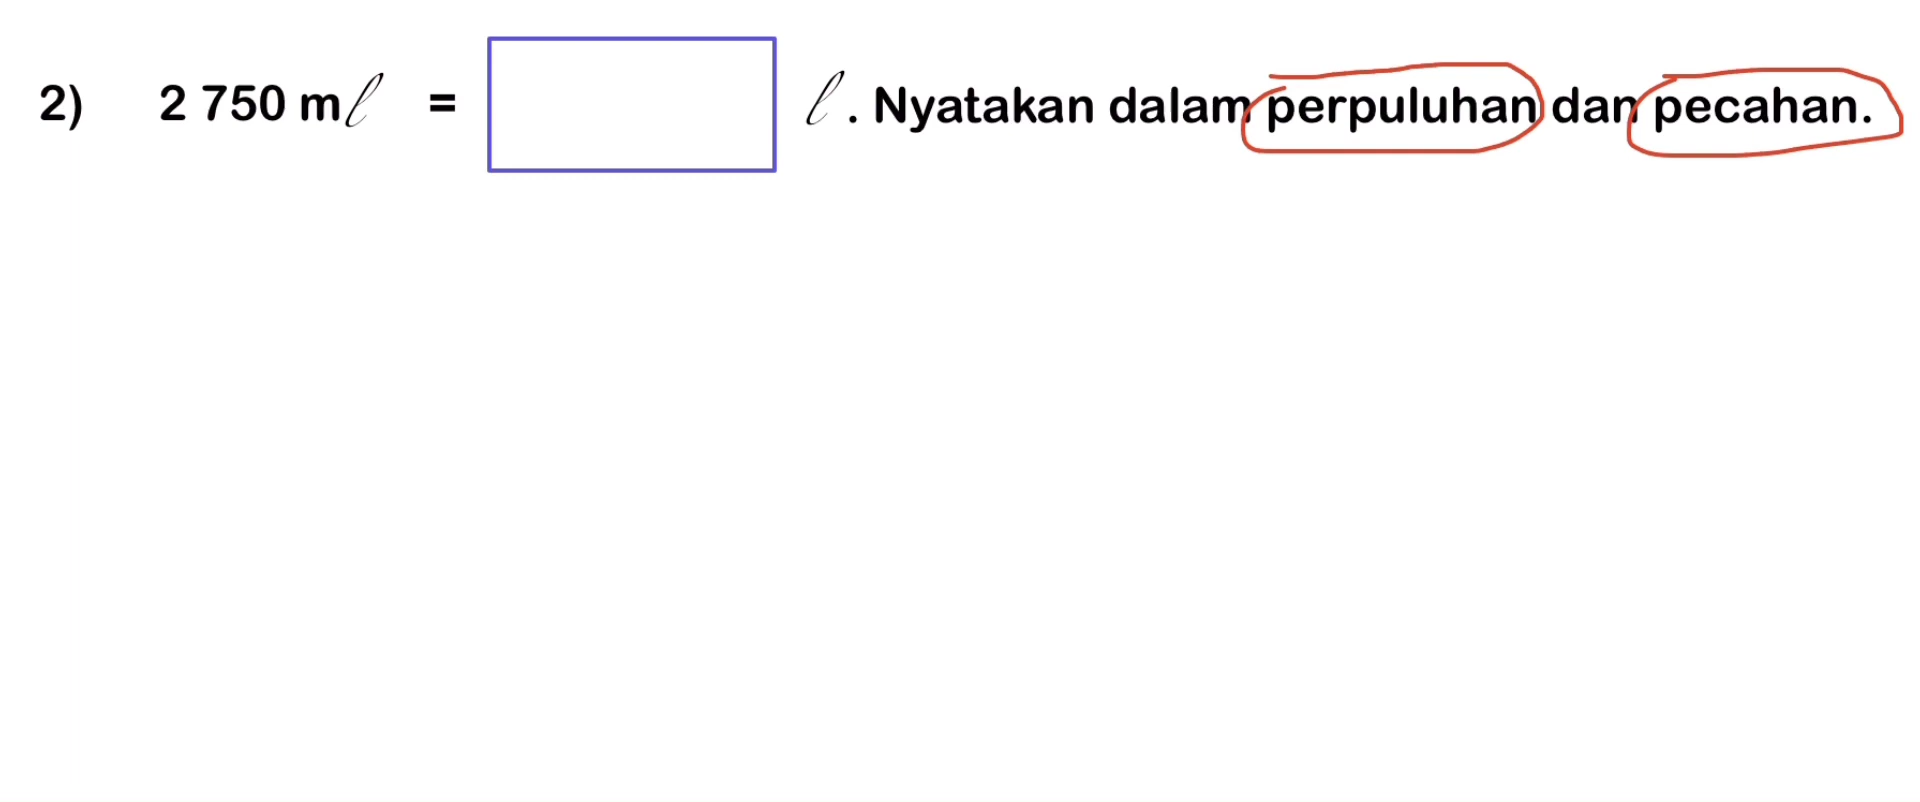 2) 2 750 mℓ = ℓ. Nyatakan dalam perpuluhan dan pecahan.